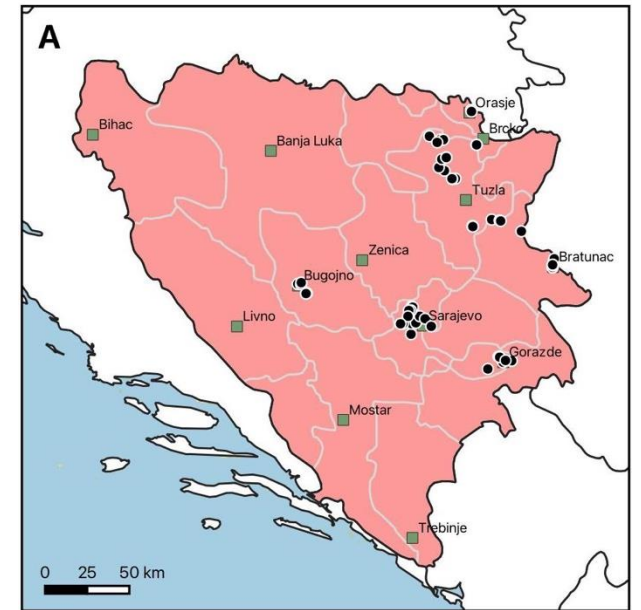 A
Orasje
Brcko
Bihac
Banja Luka
Tuzla
Zenica
Bratunac
Bugojno
Livno
Sarajevo
Gorazde
Mostar
Trebinje
0 25 50 km